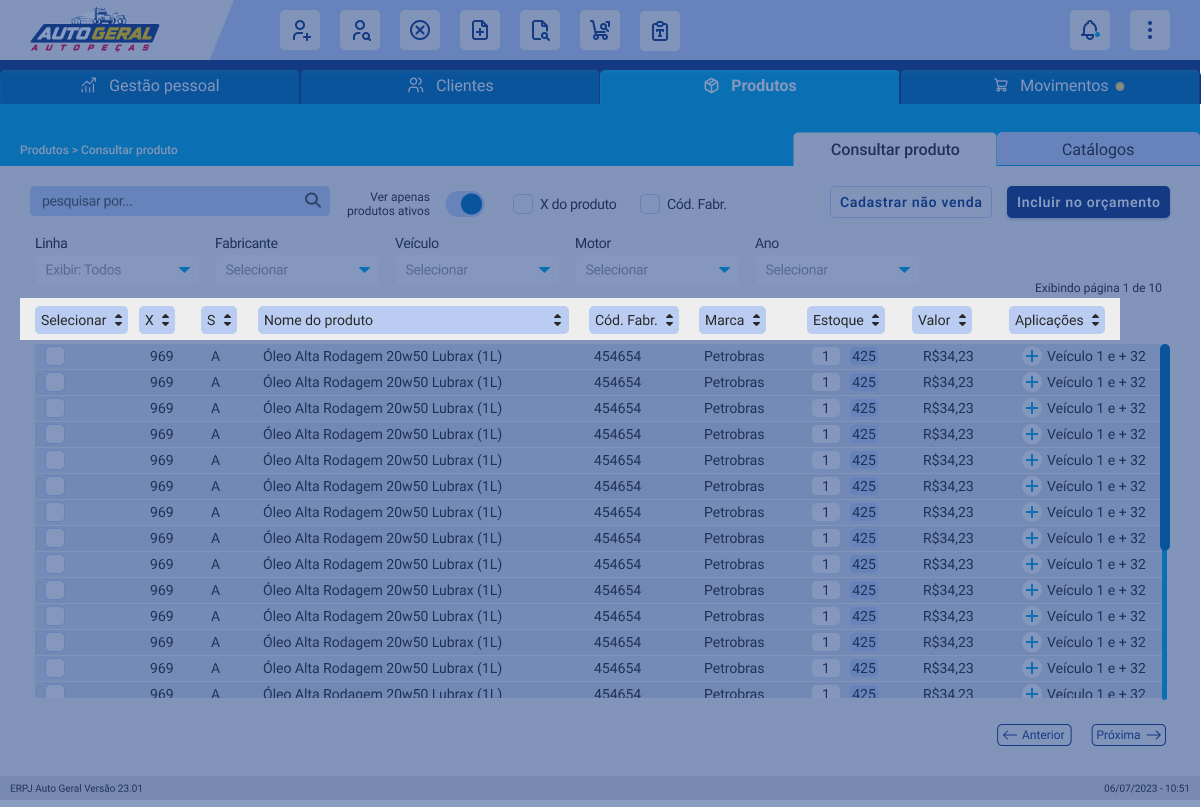 AUTO GERAL
AUTOPEÇAS
Gestão pessoal
Clientes
Produtos
Movimentos
Produtos > Consultar produto
Consultar produto
Catálogos
pesquisar por...
Ver apenas
produtos ativos
X do produto
Cód. Fabr.
Cadastrar não venda
Incluir no orçamento
Linha Fabricante Veículo Motor Ano
Exibir: Todos Selecionar Selecionar Selecionar Selecionar
Exibindo página 1 de 10
Selecionar X S Nome do produto Cód. Fabr. Marca Estoque Valor Aplicações
969 A Óleo Alta Rodagem 20w50 Lubrax (1L) 454654 Petrobras 1 425 R$34,23 + Veículo 1 e + 32
969 A Óleo Alta Rodagem 20w50 Lubrax (1L) 454654 Petrobras 1 425 R$34,23 + Veículo 1 e + 32
969 A Óleo Alta Rodagem 20w50 Lubrax (1L) 454654 Petrobras 1 425 R$34,23 + Veículo 1 e + 32
969 A Óleo Alta Rodagem 20w50 Lubrax (1L) 454654 Petrobras 1 425 R$34,23 + Veículo 1 e + 32
969 A Óleo Alta Rodagem 20w50 Lubrax (1L) 454654 Petrobras 1 425 R$34,23 + Veículo 1 e + 32
969 A Óleo Alta Rodagem 20w50 Lubrax (1L) 454654 Petrobras 1 425 R$34,23 + Veículo 1 e + 32
969 A Óleo Alta Rodagem 20w50 Lubrax (1L) 454654 Petrobras 1 425 R$34,23 + Veículo 1 e + 32
969 A Óleo Alta Rodagem 20w50 Lubrax (1L) 454654 Petrobras 1 425 R$34,23 + Veículo 1 e + 32
969 A Óleo Alta Rodagem 20w50 Lubrax (1L) 454654 Petrobras 1 425 R$34,23 + Veículo 1 e + 32
969 A Óleo Alta Rodagem 20w50 Lubrax (1L) 454654 Petrobras 1 425 R$34,23 + Veículo 1 e + 32
969 A Óleo Alta Rodagem 20w50 Lubrax (1L) 454654 Petrobras 1 425 R$34,23 + Veículo 1 e + 32
969 A Óleo Alta Rodagem 20w50 Lubrax (1L) 454654 Petrobras 1 425 R$34,23 + Veículo 1 e + 32
969 A Óleo Alta Rodagem 20w50 Lubrax (1L) 454654 Petrobras 1 425 R$34,23 + Veículo 1 e + 32
969 A Óleo Alta Rodagem 20w50 Lubrax (1L) 454654 Petrobras 1 425 R$34,23 + Veículo 1 e + 32
← Anterior
Próxima →
ERPJ Auto Geral Versão 23.01
06/07/2023 - 10:51